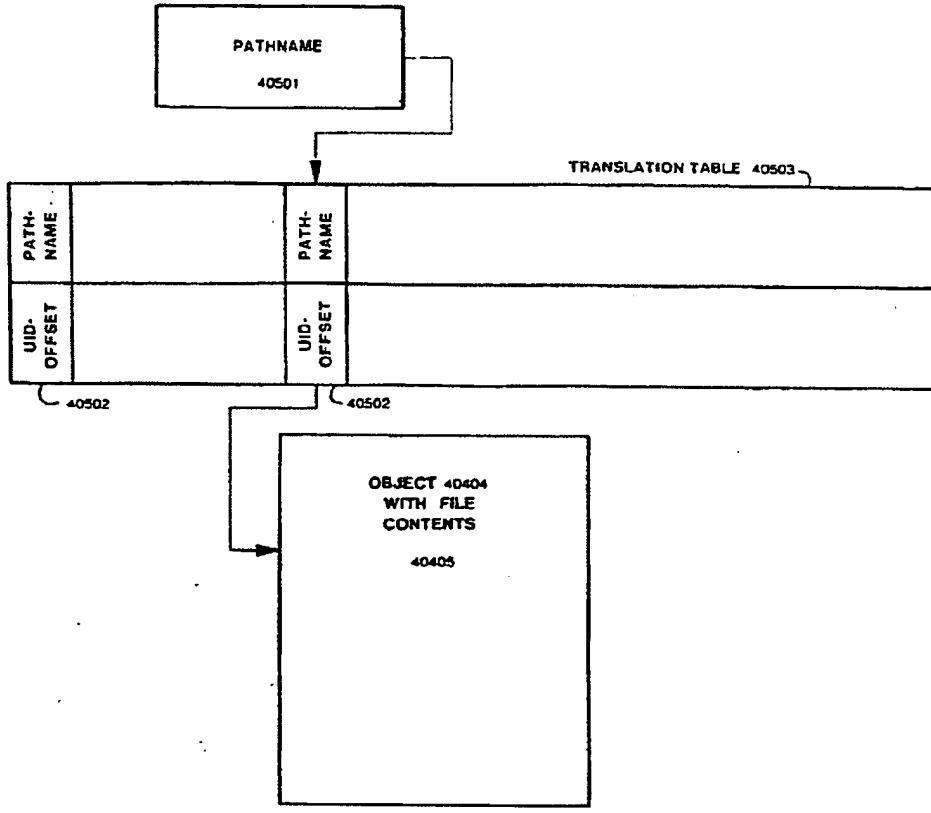 PATHNAME
40501
TRANSLATION TABLE 40503
PATH-
NAME
PATH-
NAME
UID-
OFFSET
UID-
OFFSET
40502
40502
OBJECT 40404
WITH FILE
CONTENTS
40405